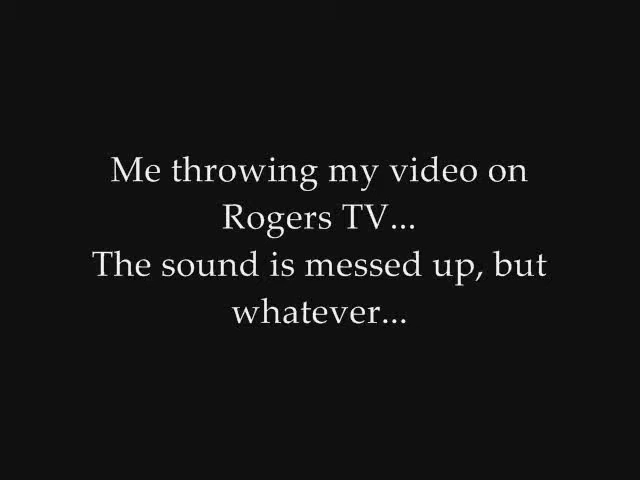 Me throwing my video on
Rogers TV...
The sound is messed up, but
whatever...